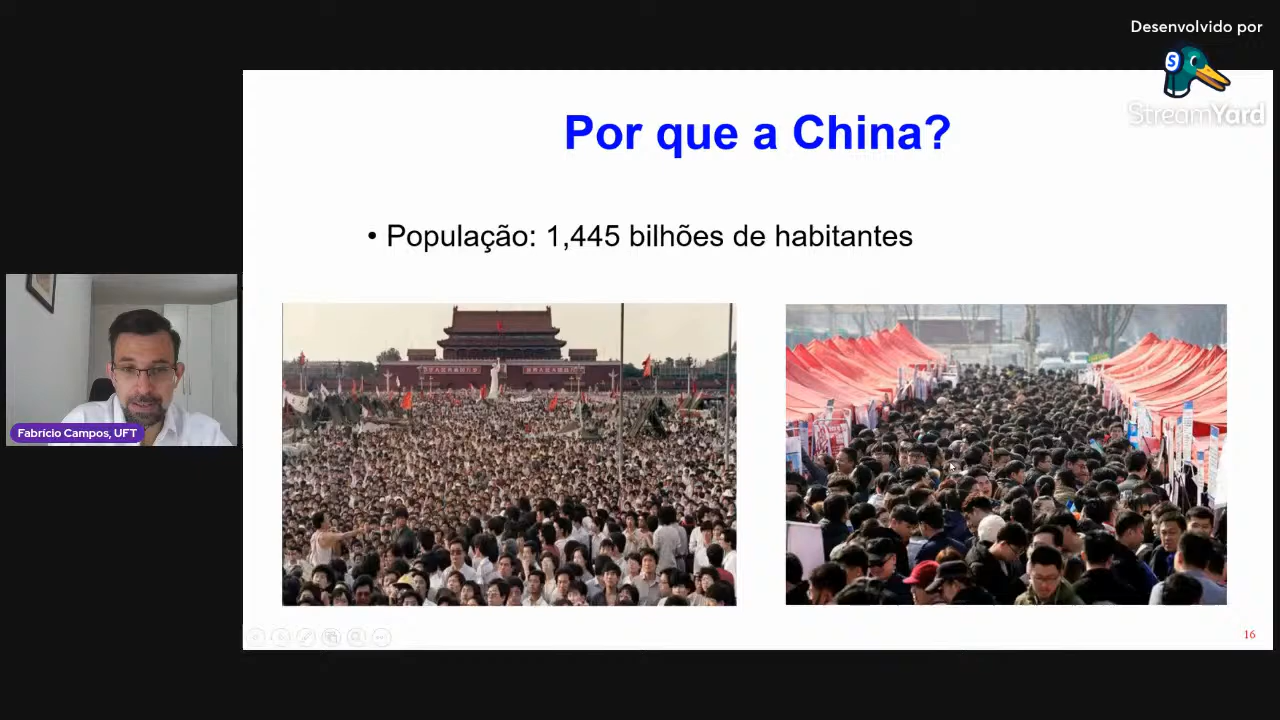 Desenvolvido por
StreamYard
Por que a China?
• População: 1,445 bilhões de habitantes
Fabrício Campos, UFT
16